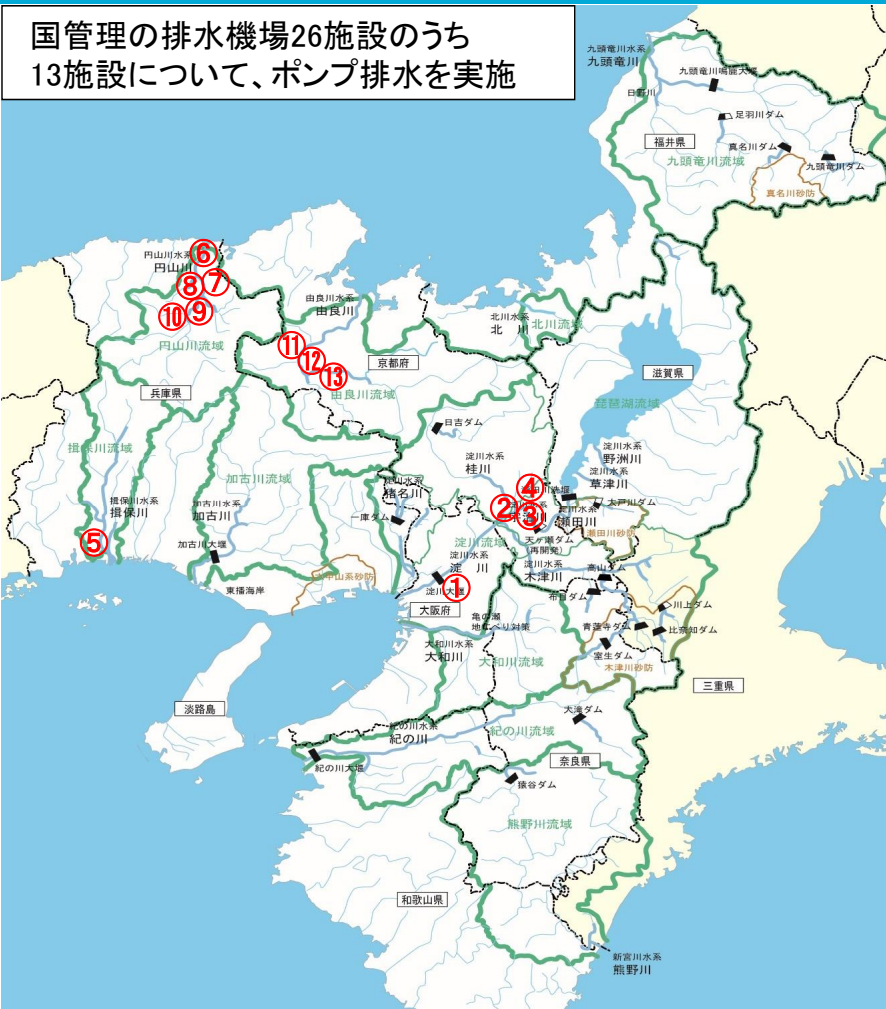 国管理の排水機場26施設のうち
13施設について、ポンプ排水を実施
九頭竜川水系
九頭竜川
九頭竜川鳴鹿大堰
日野川
足羽川ダム
福井県
真名川ダム
九頭竜川流域
九頭竜川ダム
真名川砂防
円山川水系
円山川
⑥
⑧
⑦
⑩
⑨
円山川流域
由良川水系
由良川
⑪
⑫
⑬
京都府
由良川流域
北川水系
北川
北川流域
滋賀県
琵琶湖流域
兵庫県
揖保川流域
加古川流域
揖保川水系
揖保川
加古川水系
加古川
⑤
加古川大堰
東播海岸
日吉ダム
淀川水系
桂川
猪名川
一庫ダム
淀川水系
野洲川
淀川水系
草津川
④
②
③
大戸川ダム
瀬田川
瀬田川砂防
天ヶ瀬ダム
(再開発)
淀川流域
淀川水系
淀川
淀川水系
木津川
高山ダム
布目ダム
川上ダム
①
淀川大堰
大阪府
亀の瀬
地すべり対策
青蓮寺ダム
比奈知ダム
室生ダム
木津川砂防
大和川水系
大和川
大和川流域
三重県
淡路島
大滝ダム
紀の川水系
紀の川
紀の川流域
紀の川大堰
奈良県
猿谷ダム
熊野川流域
和歌山県
新宮川水系
熊野川